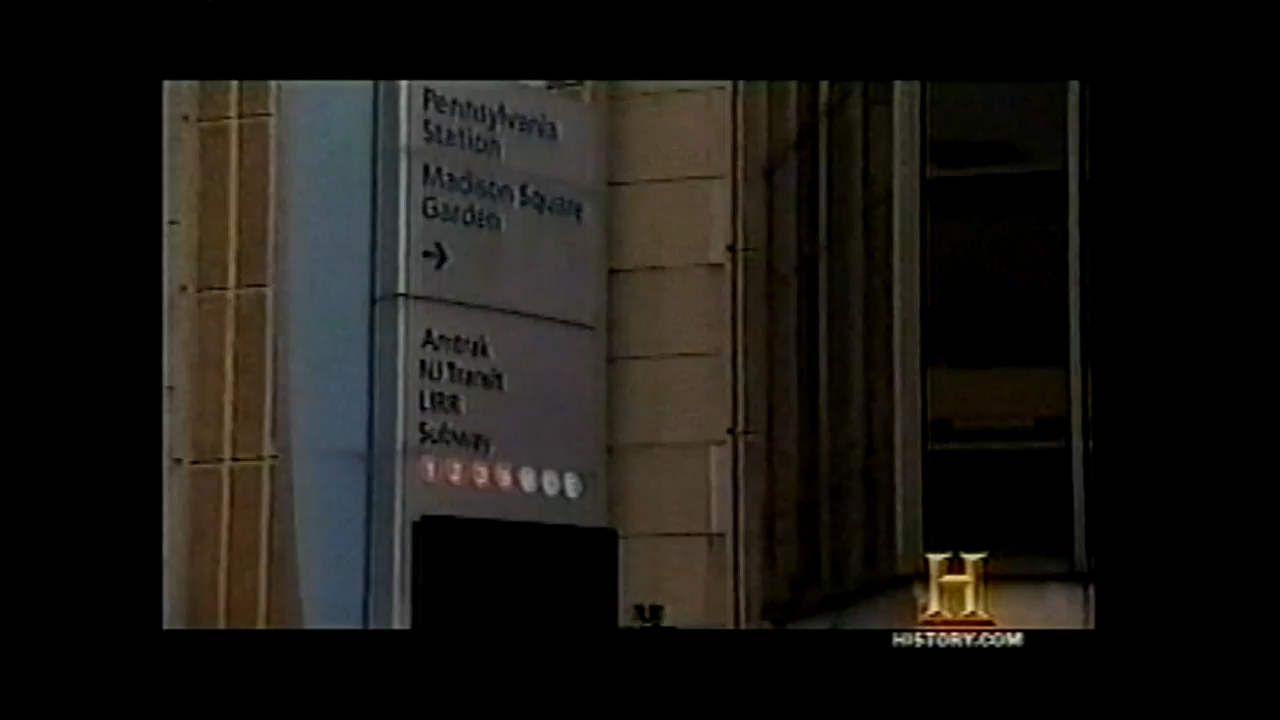 Pennsylvania
Station
Madison Square
Garden
→
Amtrak
NJ Transit
LIRR
Subway
1 2 3
H
HISTORY.COM